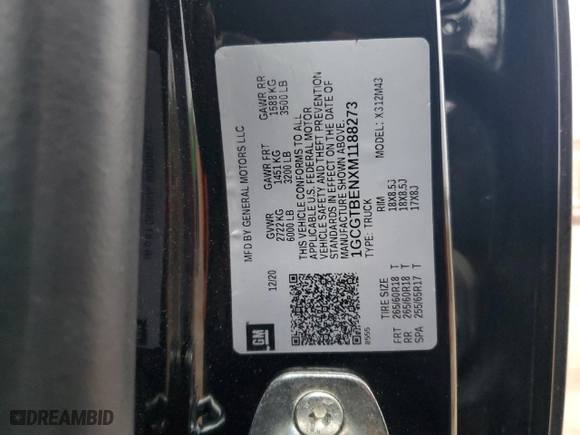 MFD BY GENERAL MOTORS LLC
12/20 GVWR GAWR FRT GAWR RR
2722 KG 1451 KG 1588 KG
6000 LB 3200 LB 3500 LB
THIS VEHICLE CONFORMS TO ALL
APPLICABLE U.S. FEDERAL MOTOR
VEHICLE SAFETY AND THEFT PREVENTION
STANDARDS IN EFFECT ON THE DATE OF
MANUFACTURE SHOWN ABOVE.
1GCGTBENXM1188273
TYPE: TRUCK MODEL: X312M43
TIRE SIZE RIM
FRT 265/60R18 T 18X8.5J
RR 265/60R18 T 18X8.5J
SPA 255/65R17 T 17X8J
GM
8555
DREAMBID